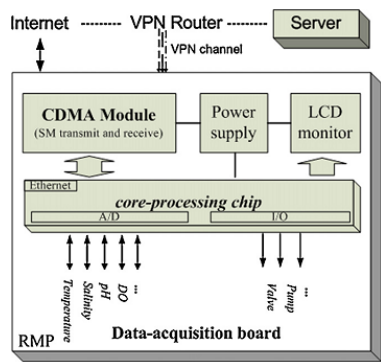 Internet
VPN Router
Server
VPN channel
CDMA Module
(SM transmit and receive)
Power
supply
LCD
monitor
Ethernet
core-processing chip
A/D
I/O
Temperature
Salinity
pH
DO
...
Valve
Pump
...
Data-acquisition board
RMP